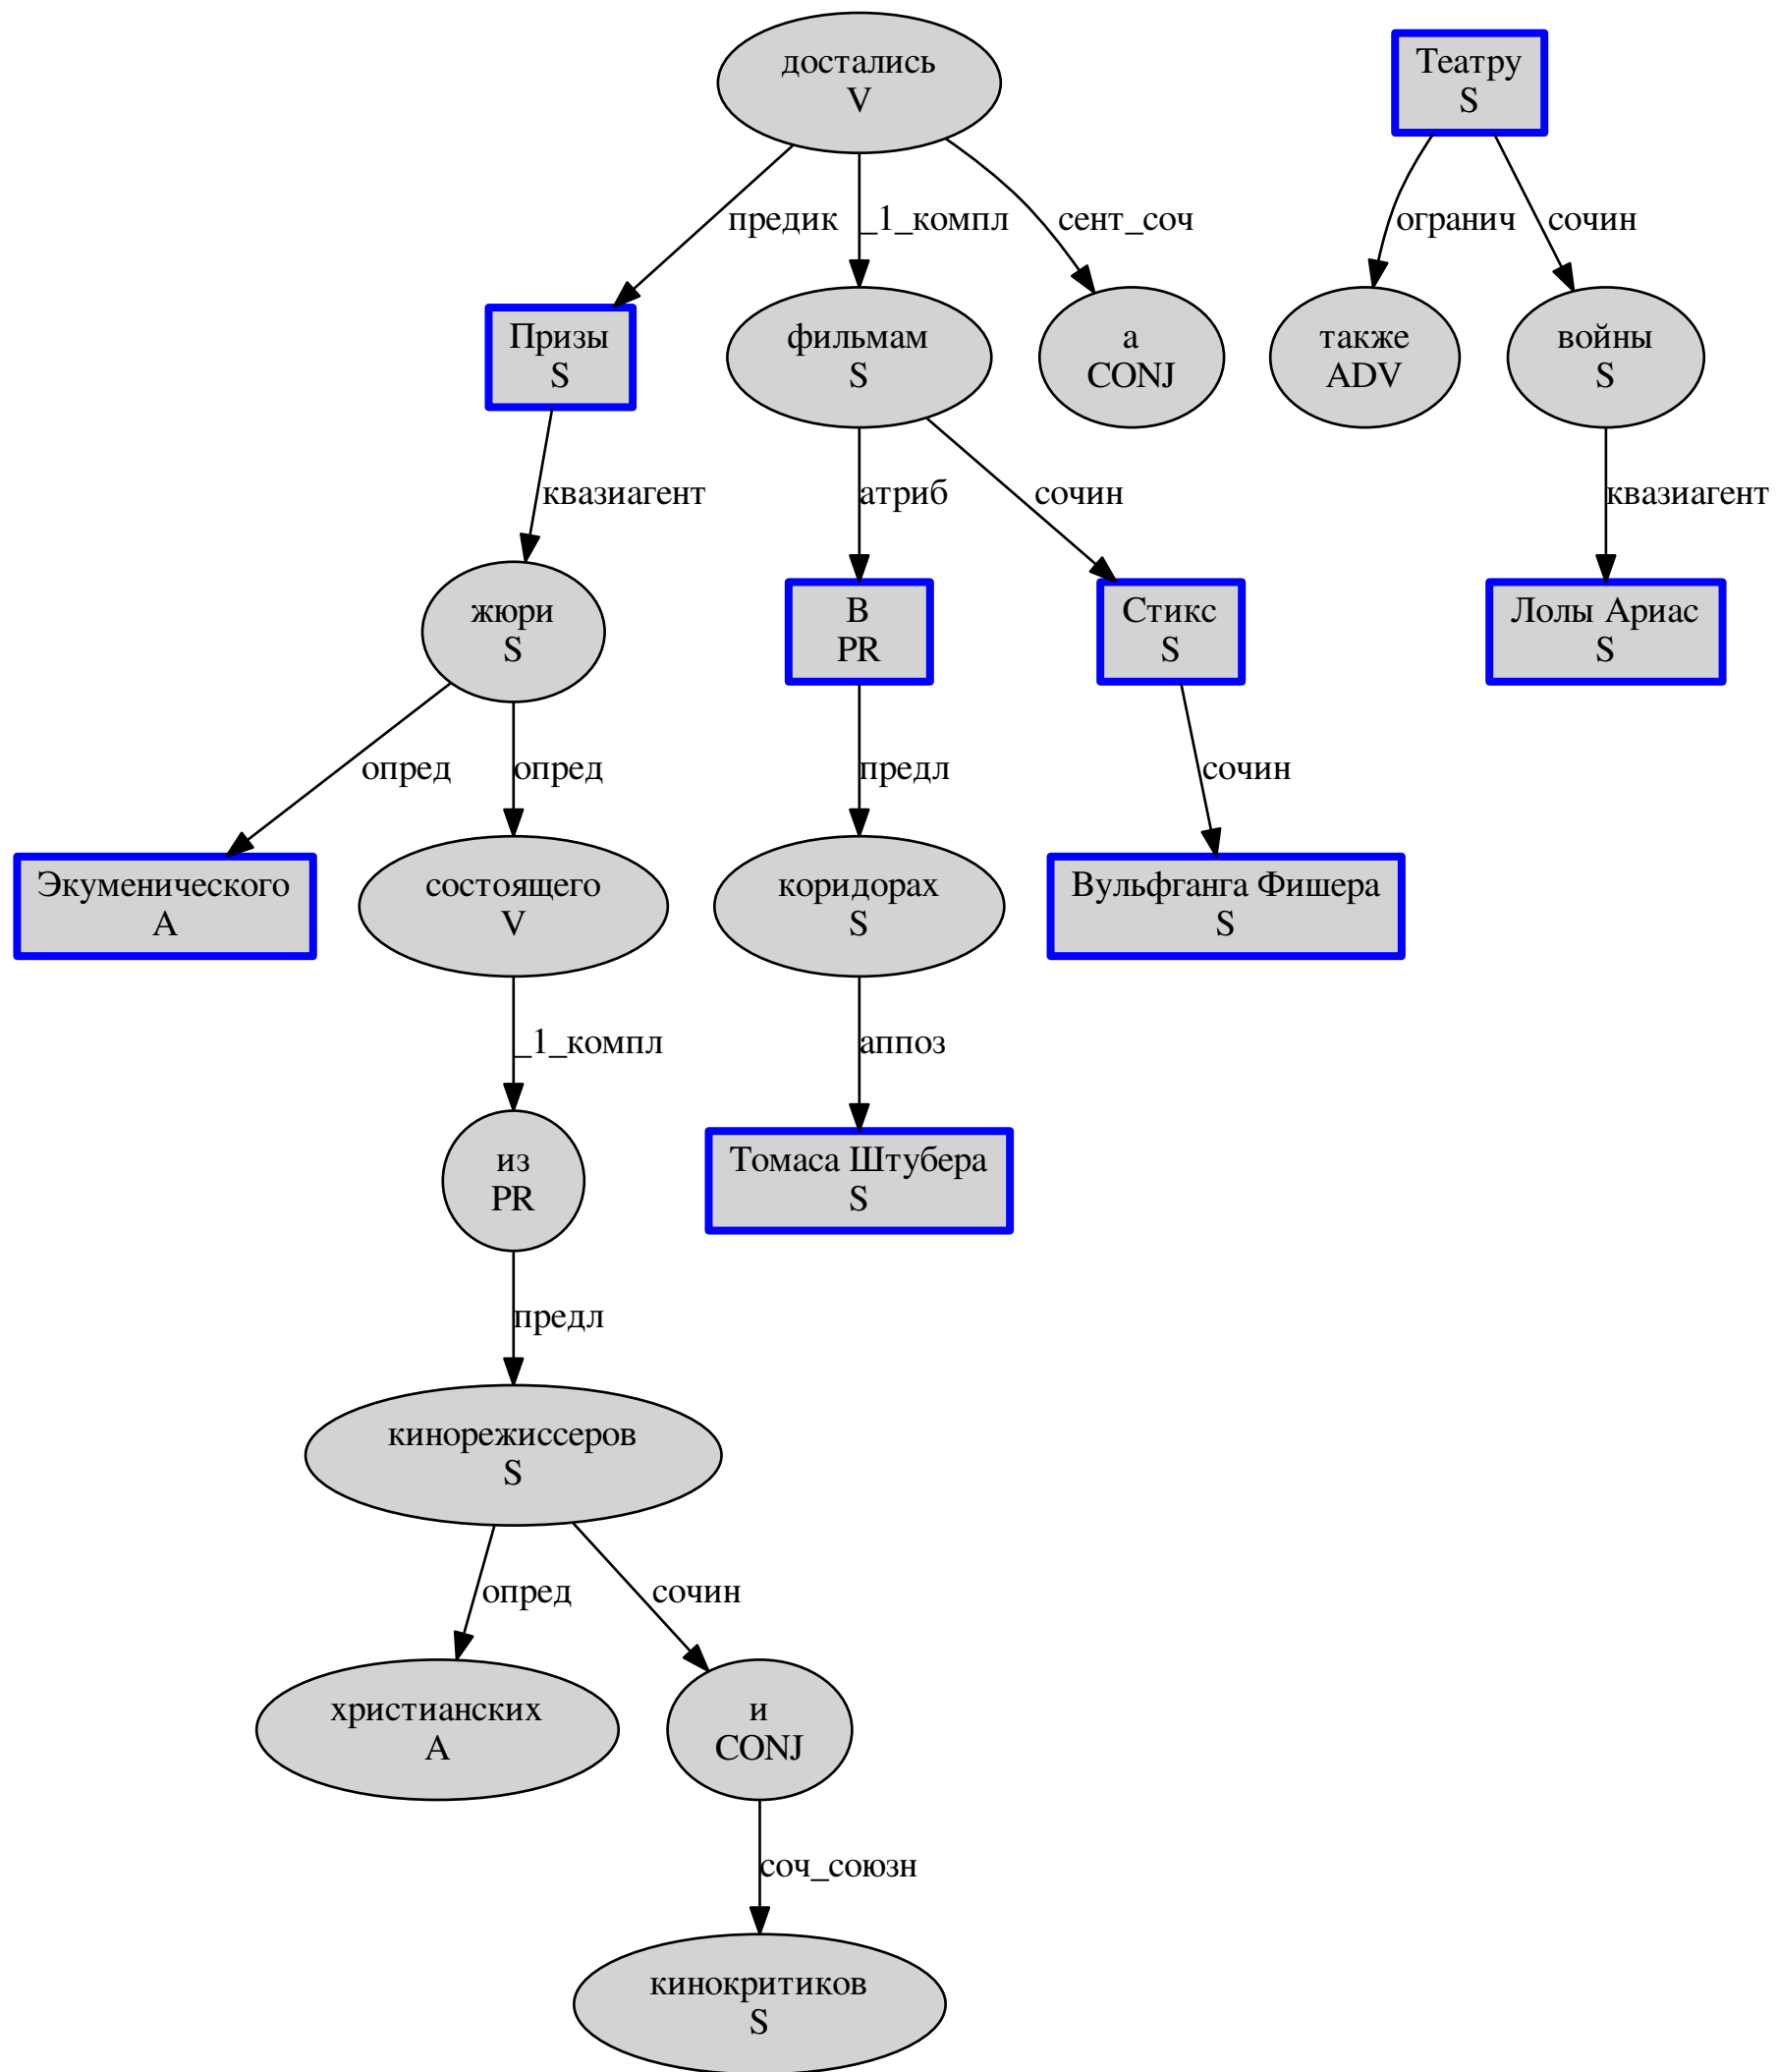 достались
V
Театру
S
предик
_1_компл
сент_соч
огранич
сочин
Призы
S
фильмам
S
а
CONJ
также
ADV
войны
S
квазиагент
атриб
сочин
квазиагент
жюри
S
В
PR
Стикс
S
Лолы Ариас
S
опред
опред
предл
сочин
Экуменического
A
состоящего
V
коридорах
S
Вульфганга Фишера
S
_1_компл
аппоз
из
PR
Томаса Штубера
S
предл
кинорежиссеров
S
опред
сочин
христианских
A
и
CONJ
соч_союзн
кинокритиков
S